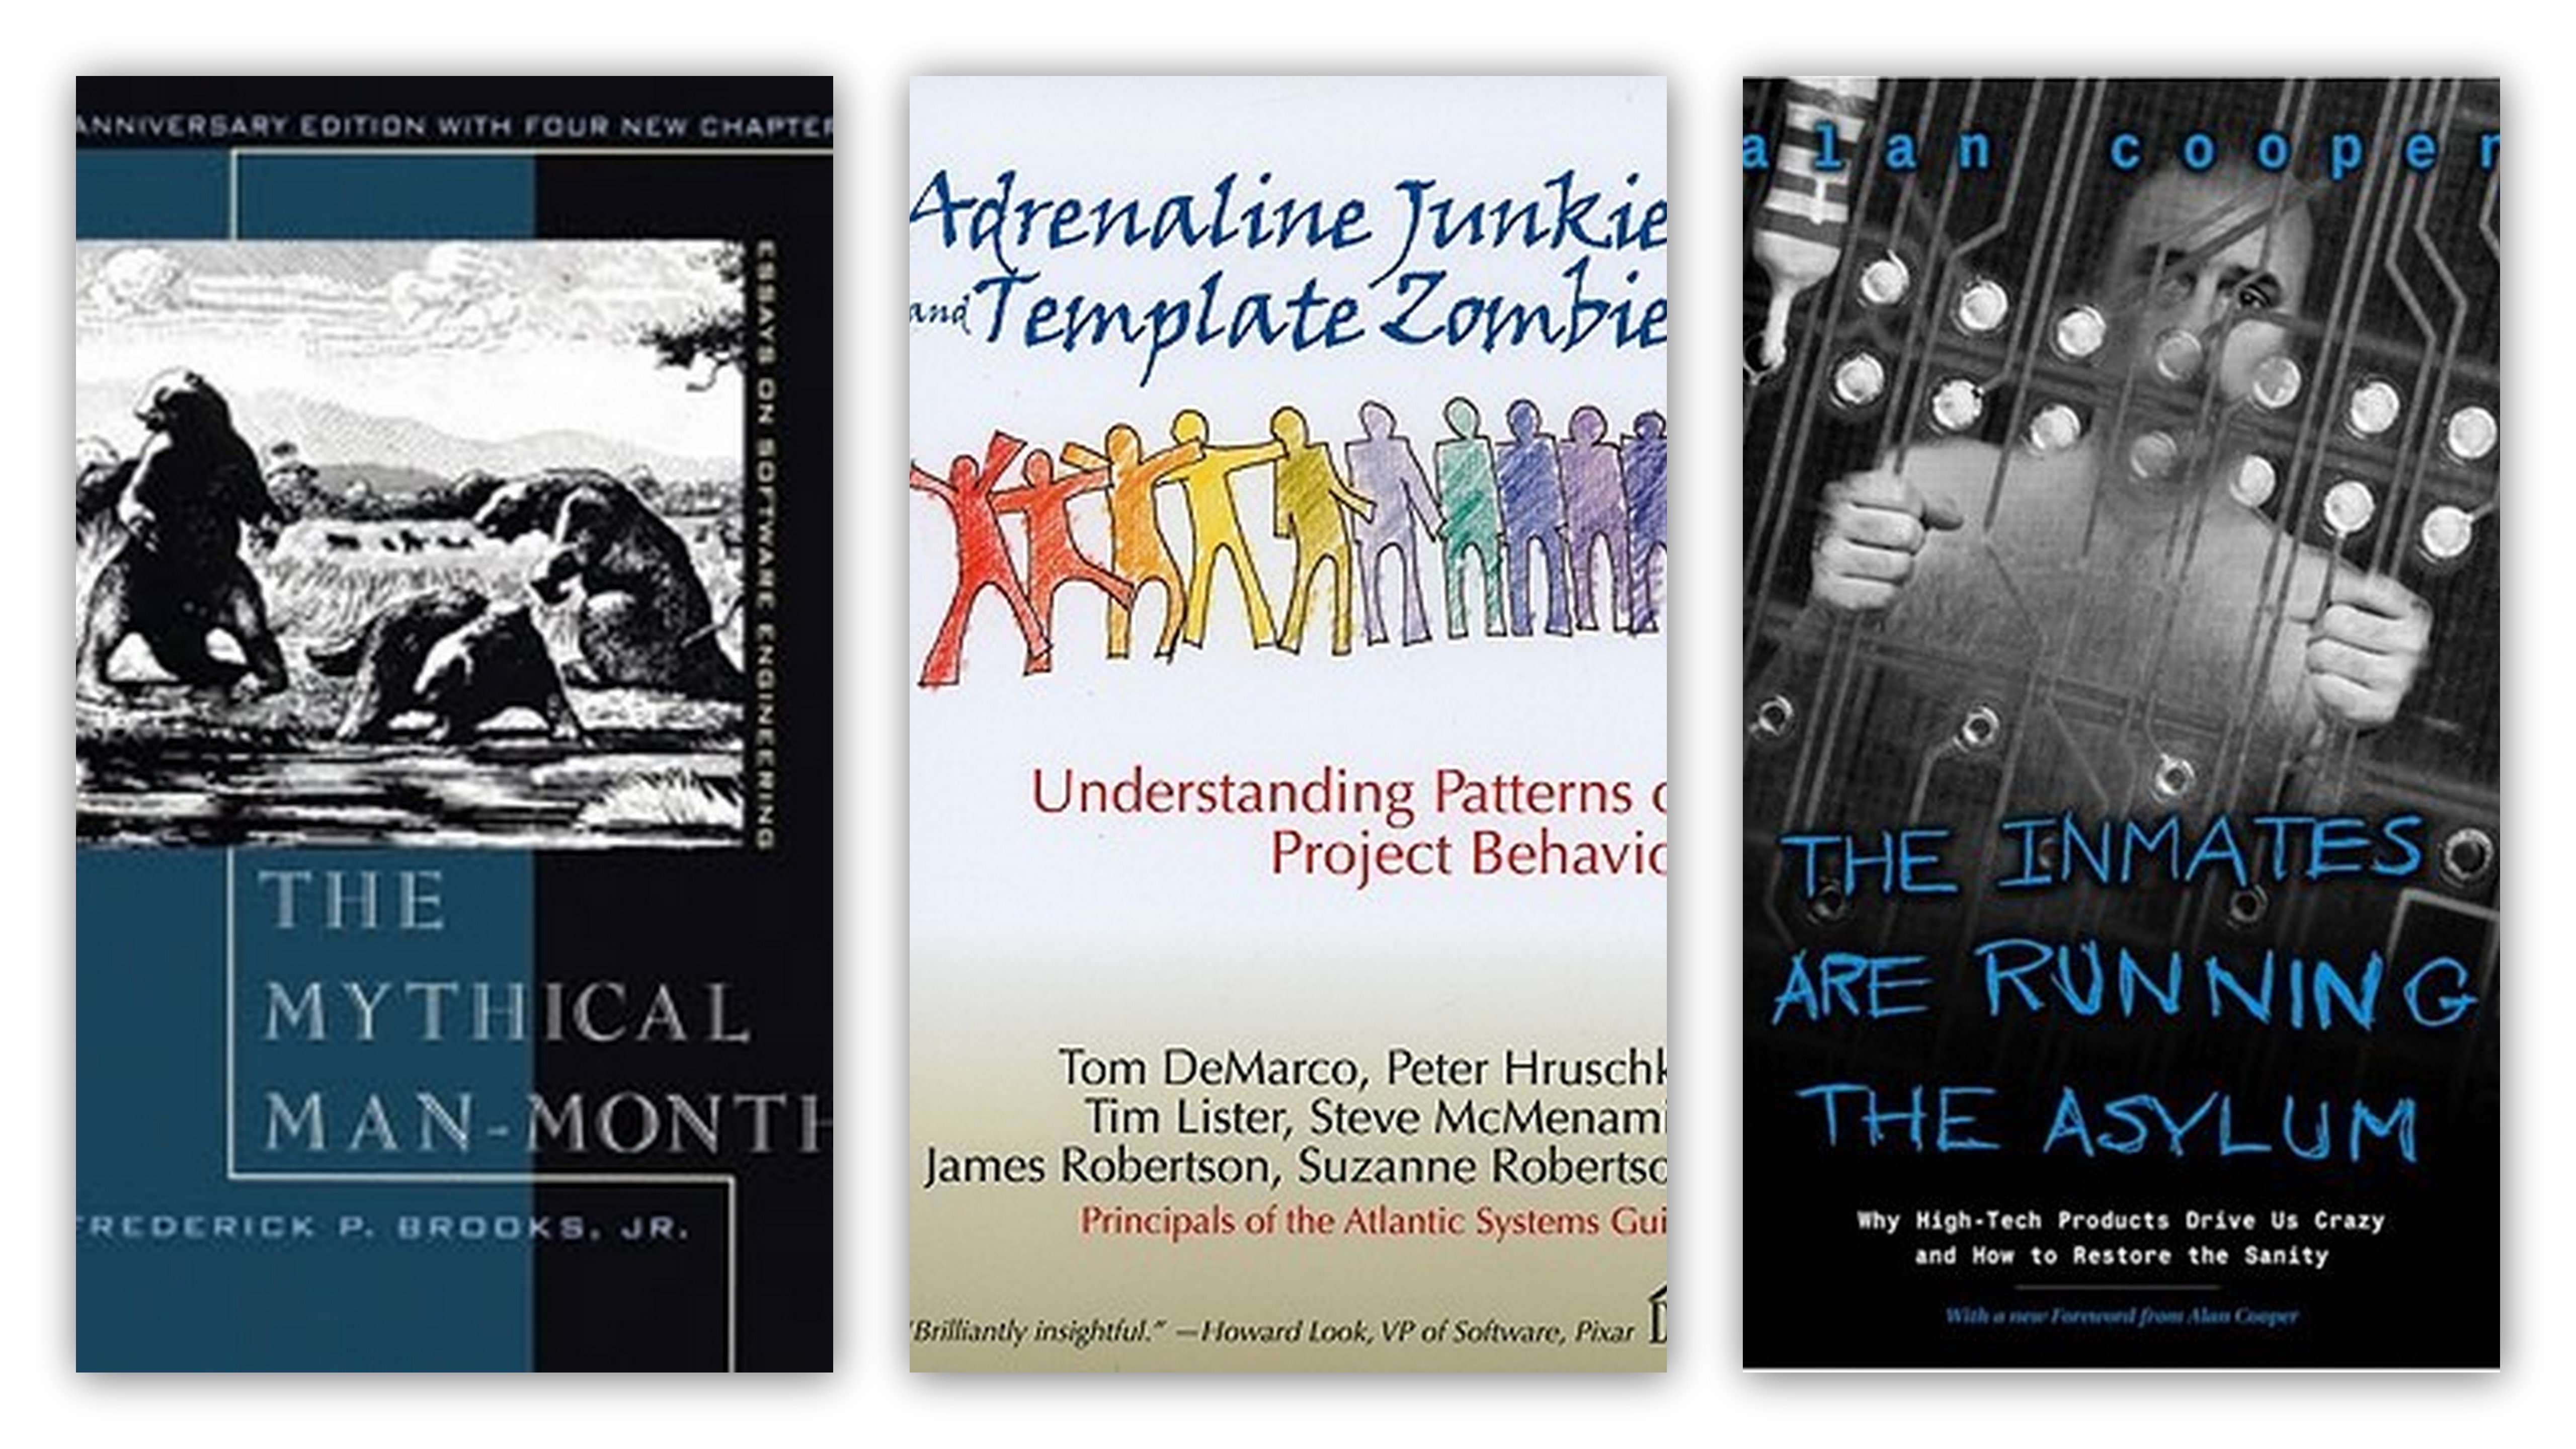 ANNIVERSARY EDITION WITH FOUR NEW CHAPTER
ESSAYS ON SOFTWARE ENGINEERING
THE
MYTHICAL
MAN-MONTH
FREDERICK P. BROOKS, JR.
Adrenaline Junkie
and Template Zombie
Understanding Patterns o
Project Behavio
Tom DeMarco, Peter Hruschk
Tim Lister, Steve McMenami
James Robertson, Suzanne Robertso
Principals of the Atlantic Systems Gui
"Brilliantly insightful." —Howard Look, VP of Software, Pixar
alan cooper
THE INMATES
ARE RUNNING
THE ASYLUM
Why High-Tech Products Drive Us Crazy
and How to Restore the Sanity
With a new Foreword from Alan Cooper